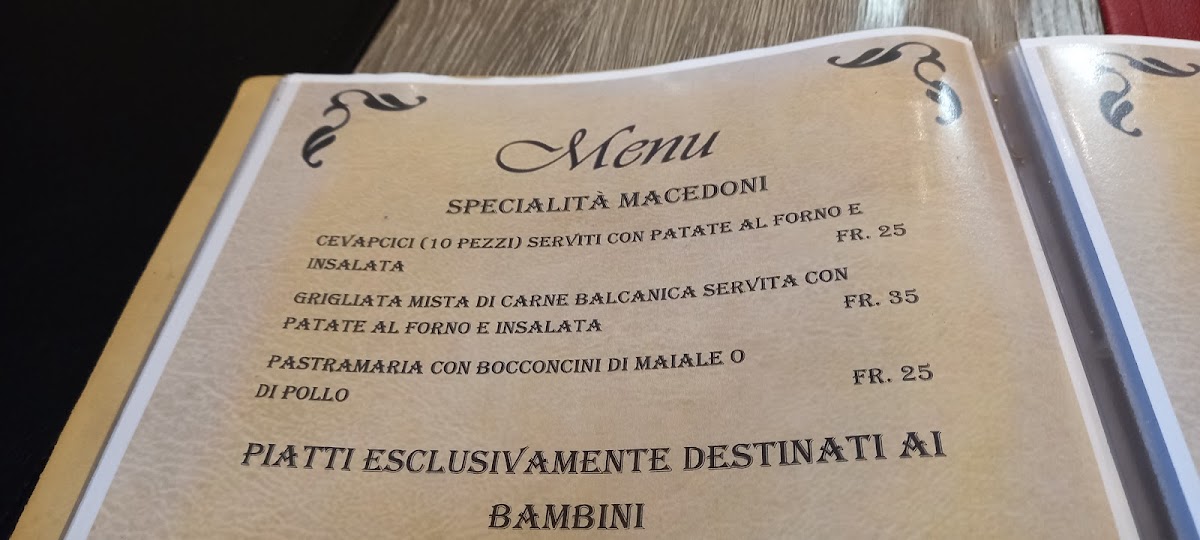 Menu
SPECIALITÀ MACEDONI
CEVAPCICI (10 PEZZI) SERVITI CON PATATE AL FORNO E
INSALATA FR. 25
GRIGLIATA MISTA DI CARNE BALCANICA SERVITA CON
PATATE AL FORNO E INSALATA FR. 35
PASTRAMARIA CON BOCCONCINI DI MAIALE O
DI POLLO FR. 25
PIATTI ESCLUSIVAMENTE DESTINATI AI
BAMBINI